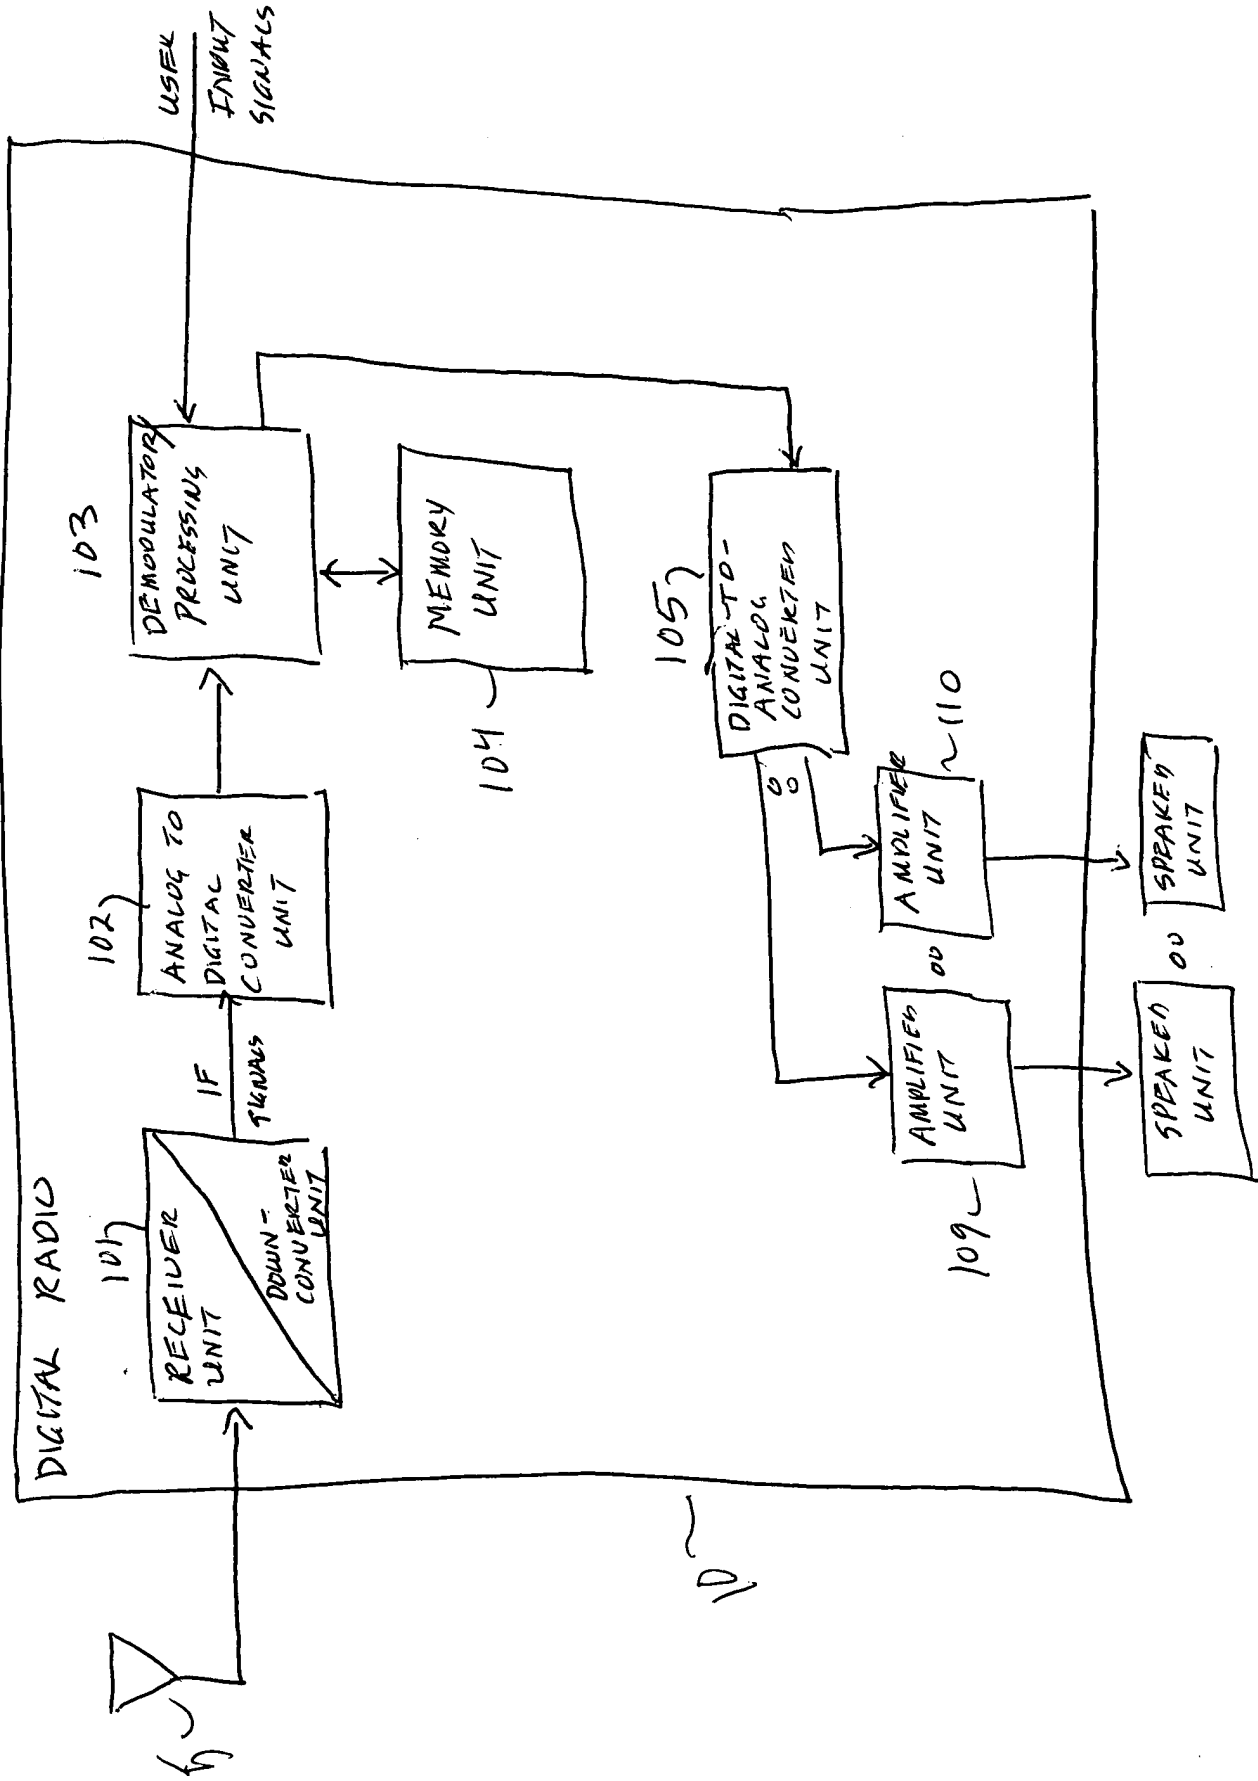 DIGITAL RADIO
USER
INPUT
SIGNALS
101
RECEIVER
UNIT
DOWN-
CONVERTER
UNIT
IF
SIGNALS
102
ANALOG TO
DIGITAL
CONVERTER
UNIT
103
DEMODULATOR/
PROCESSING
UNIT
MEMORY
UNIT
104
105
DIGITAL-TO-
ANALOG
CONVERTER
UNIT
AMPLIFIER
UNIT
109
AMPLIFIER
UNIT
110
SPEAKER
UNIT
SPEAKER
UNIT
10